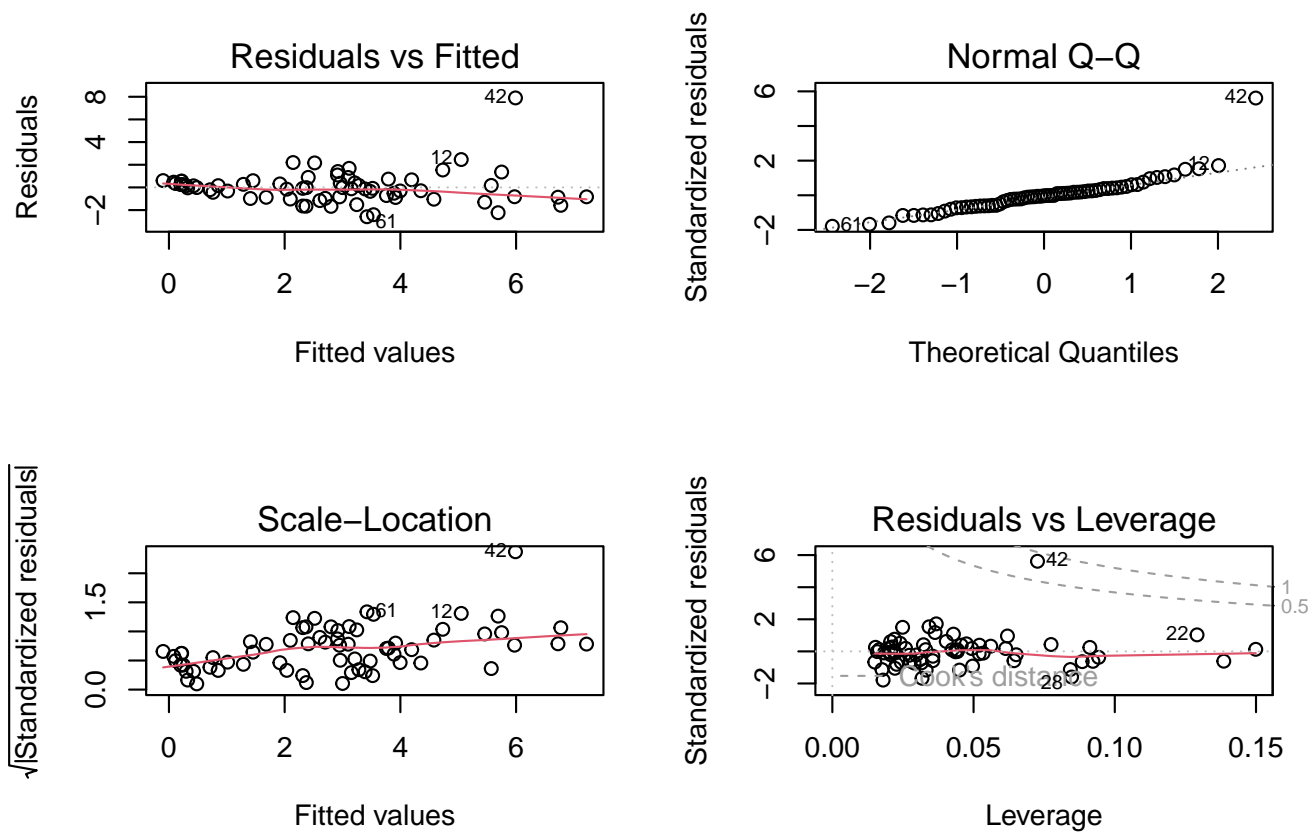 Residuals vs Fitted
Residuals
8
4
−2
42
12
61
0 2 4 6
Fitted values
Normal Q−Q
Standardized residuals
6
2
−2
42
12
61
−2 −1 0 1 2
Theoretical Quantiles
Scale−Location
√|Standardized residuals|
1.5
0.0
42
61
12
0 2 4 6
Fitted values
Residuals vs Leverage
Standardized residuals
6
2
−2
42
1
0.5
22
Cook's distance
28
0.00 0.05 0.10 0.15
Leverage